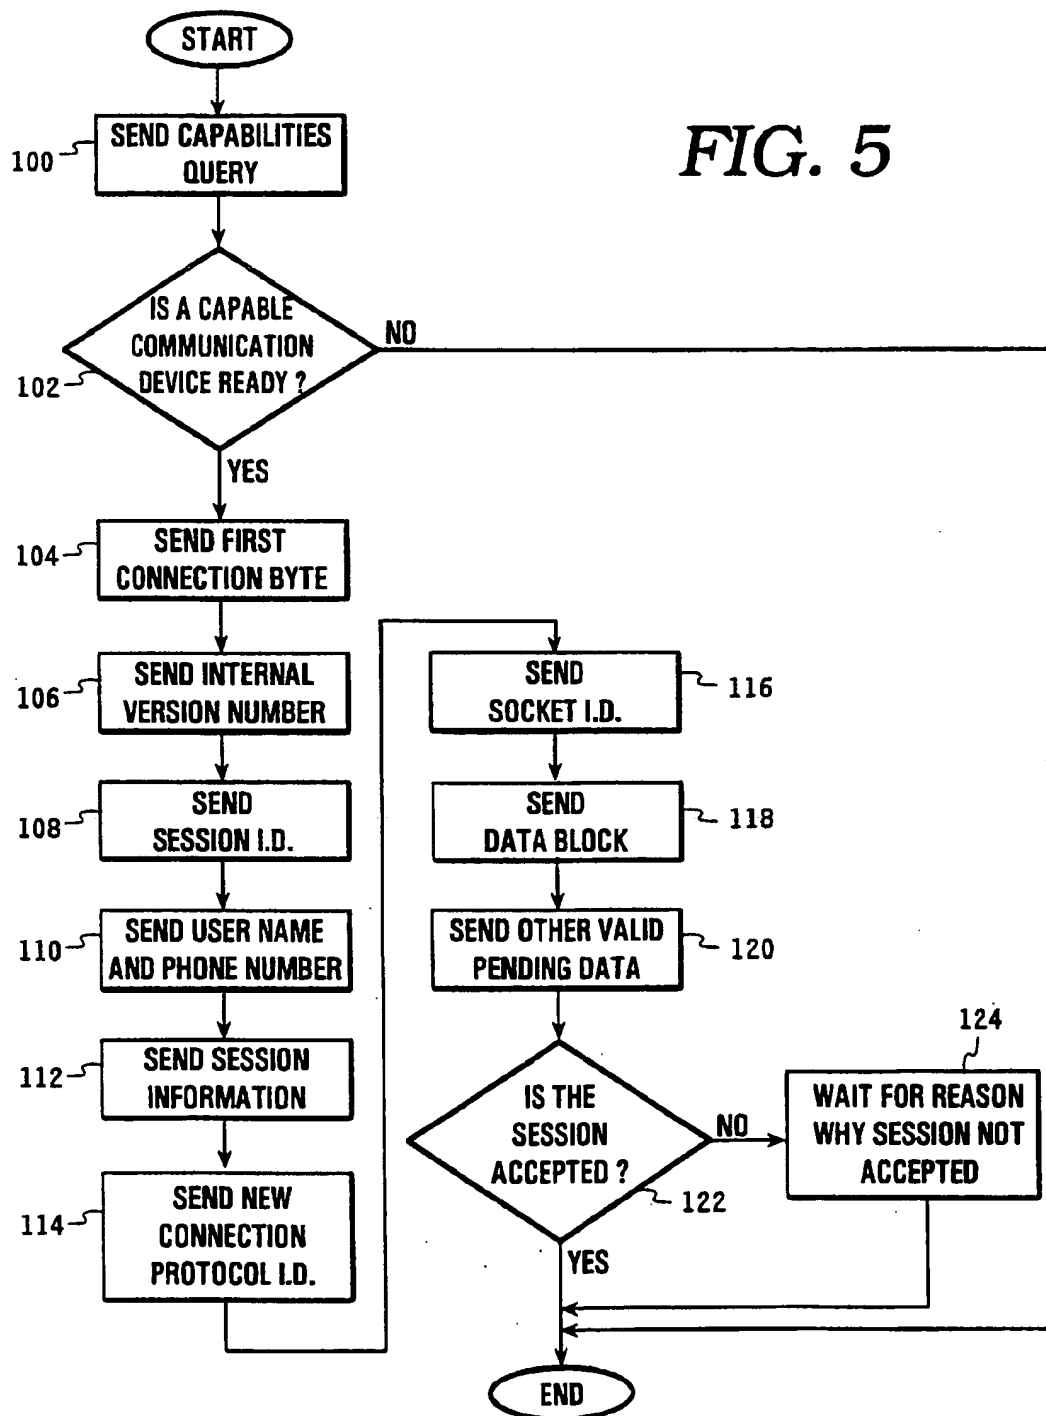 START
FIG. 5
100
SEND CAPABILITIES
QUERY
IS A CAPABLE
COMMUNICATION
DEVICE READY ?
102
NO
YES
104
SEND FIRST
CONNECTION BYTE
106
SEND INTERNAL
VERSION NUMBER
108
SEND
SESSION I.D.
110
SEND USER NAME
AND PHONE NUMBER
112
SEND SESSION
INFORMATION
114
SEND NEW
CONNECTION
PROTOCOL I.D.
SEND
SOCKET I.D.
116
SEND
DATA BLOCK
118
SEND OTHER VALID
PENDING DATA
120
IS THE
SESSION
ACCEPTED ?
122
NO
YES
124
WAIT FOR REASON
WHY SESSION NOT
ACCEPTED
END